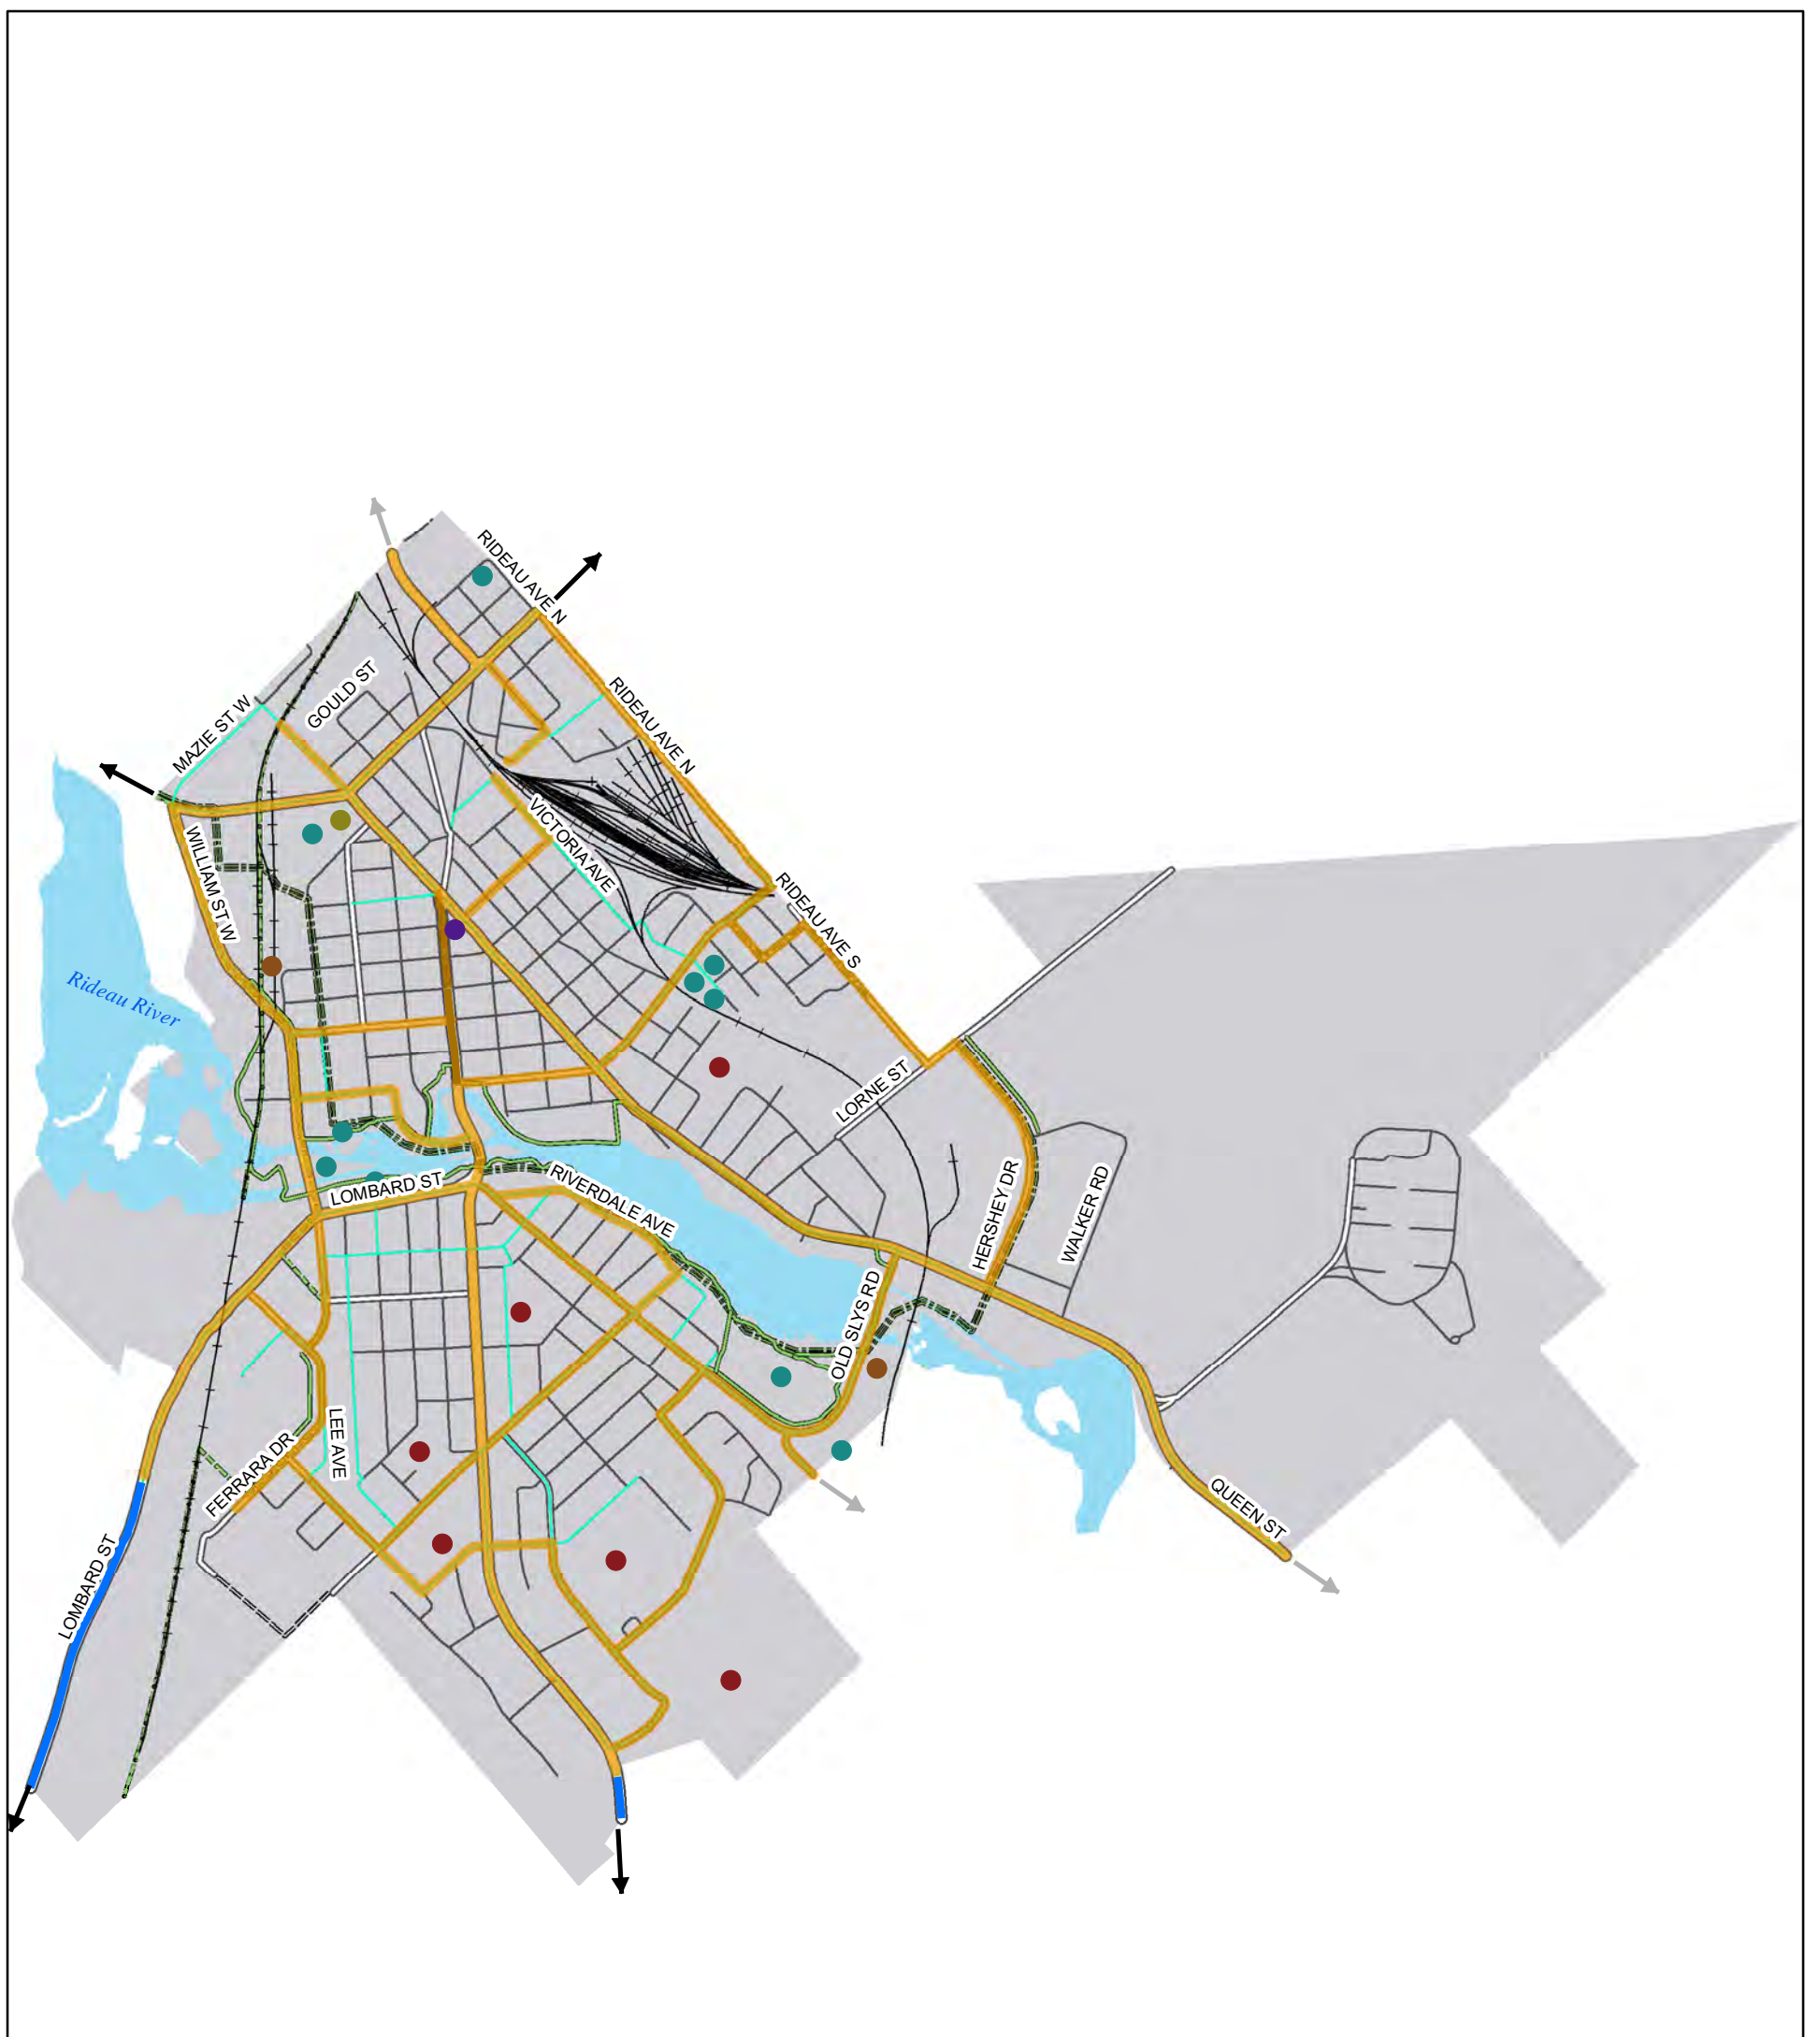 RIDEAU AVE N
GOULD ST
RIDEAU AVE N
MAZIE ST W
VICTORIA AVE
WILLIAM ST W
RIDEAU AVE S
Rideau River
LORNE ST
LOMBARD ST
RIVERDALE AVE
HERSHEY DR
WALKER RD
OLD SLYS RD
LEE AVE
FERRARA DR
QUEEN ST
LOMBARD ST